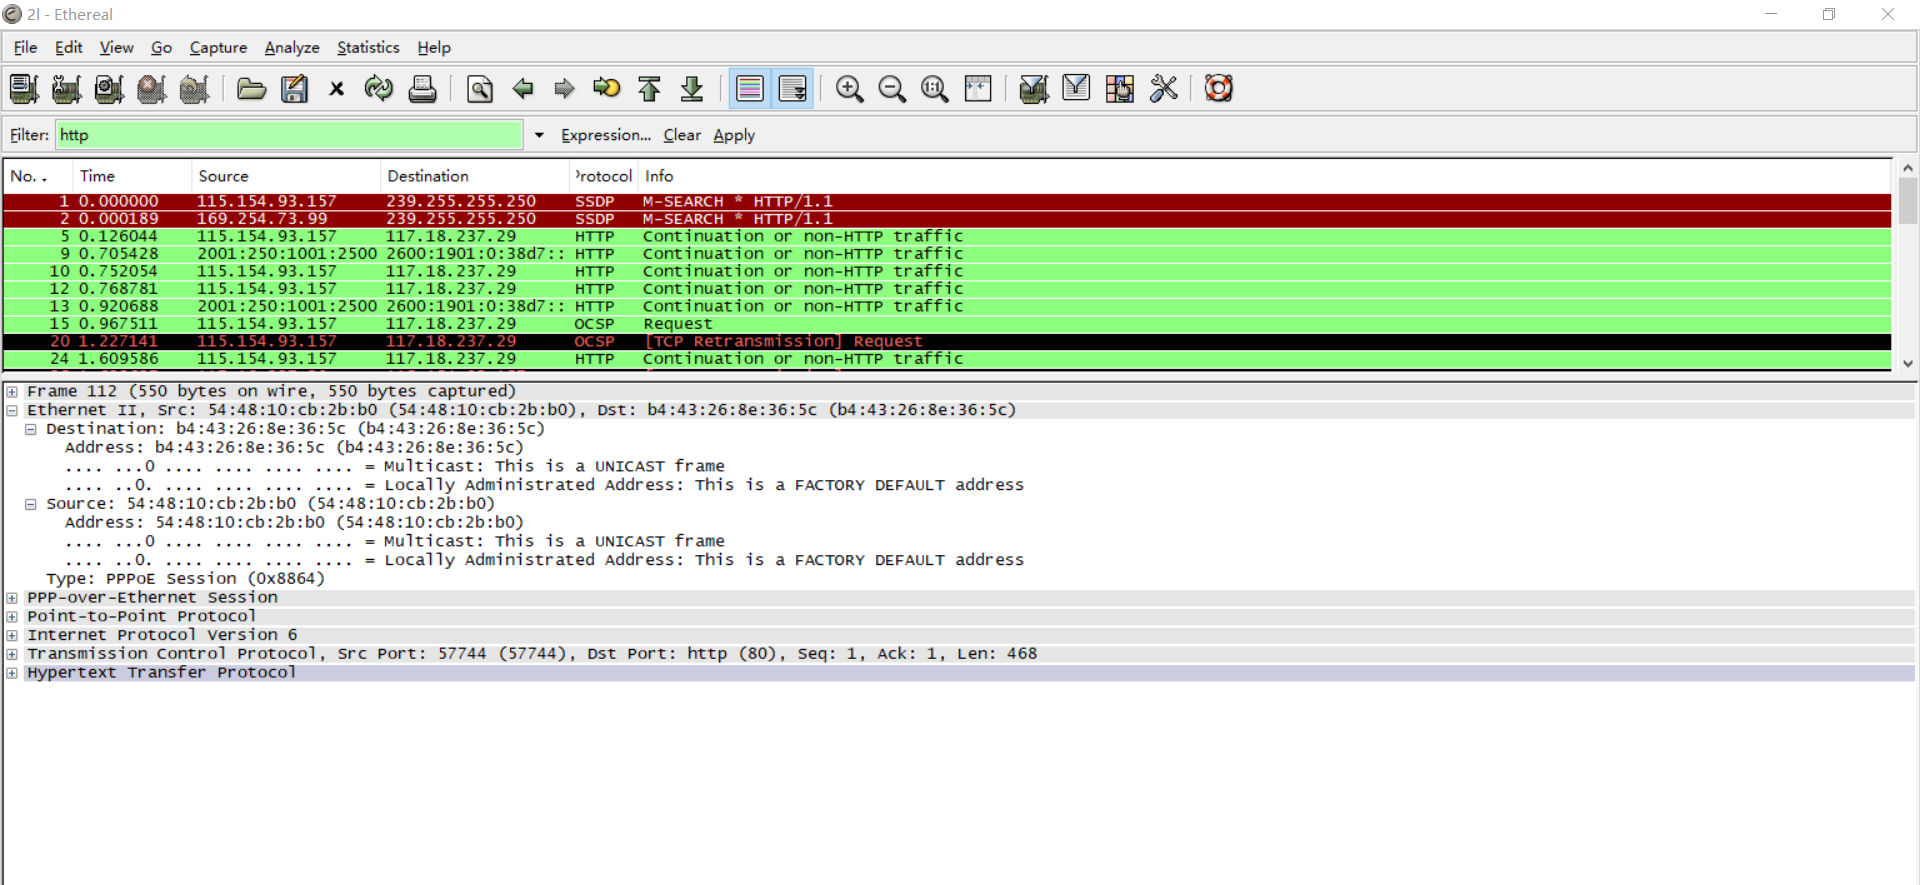 2l - Ethereal
File Edit View Go Capture Analyze Statistics Help
1:1
Filter: http Expression... Clear Apply
No. . Time Source Destination Protocol Info
1 0.000000 115.154.93.157 239.255.255.250 SSDP M-SEARCH * HTTP/1.1
2 0.000189 169.254.73.99 239.255.255.250 SSDP M-SEARCH * HTTP/1.1
5 0.126044 115.154.93.157 117.18.237.29 HTTP Continuation or non-HTTP traffic
9 0.705428 2001:250:1001:2500 2600:1901:0:38d7:: HTTP Continuation or non-HTTP traffic
10 0.752054 115.154.93.157 117.18.237.29 HTTP Continuation or non-HTTP traffic
12 0.768781 115.154.93.157 117.18.237.29 HTTP Continuation or non-HTTP traffic
13 0.920688 2001:250:1001:2500 2600:1901:0:38d7:: HTTP Continuation or non-HTTP traffic
15 0.967511 115.154.93.157 117.18.237.29 OCSP Request
20 1.227141 115.154.93.157 117.18.237.29 OCSP [TCP Retransmission] Request
24 1.609586 115.154.93.157 117.18.237.29 HTTP Continuation or non-HTTP traffic
Frame 112 (550 bytes on wire, 550 bytes captured)
Ethernet II, Src: 54:48:10:cb:2b:b0 (54:48:10:cb:2b:b0), Dst: b4:43:26:8e:36:5c (b4:43:26:8e:36:5c)
Destination: b4:43:26:8e:36:5c (b4:43:26:8e:36:5c)
Address: b4:43:26:8e:36:5c (b4:43:26:8e:36:5c)
.... ...0 .... .... .... .... = Multicast: This is a UNICAST frame
.... ..0. .... .... .... .... = Locally Administrated Address: This is a FACTORY DEFAULT address
Source: 54:48:10:cb:2b:b0 (54:48:10:cb:2b:b0)
Address: 54:48:10:cb:2b:b0 (54:48:10:cb:2b:b0)
.... ...0 .... .... .... .... = Multicast: This is a UNICAST frame
.... ..0. .... .... .... .... = Locally Administrated Address: This is a FACTORY DEFAULT address
Type: PPPoE Session (0x8864)
PPP-over-Ethernet Session
Point-to-Point Protocol
Internet Protocol Version 6
Transmission Control Protocol, Src Port: 57744 (57744), Dst Port: http (80), Seq: 1, Ack: 1, Len: 468
Hypertext Transfer Protocol